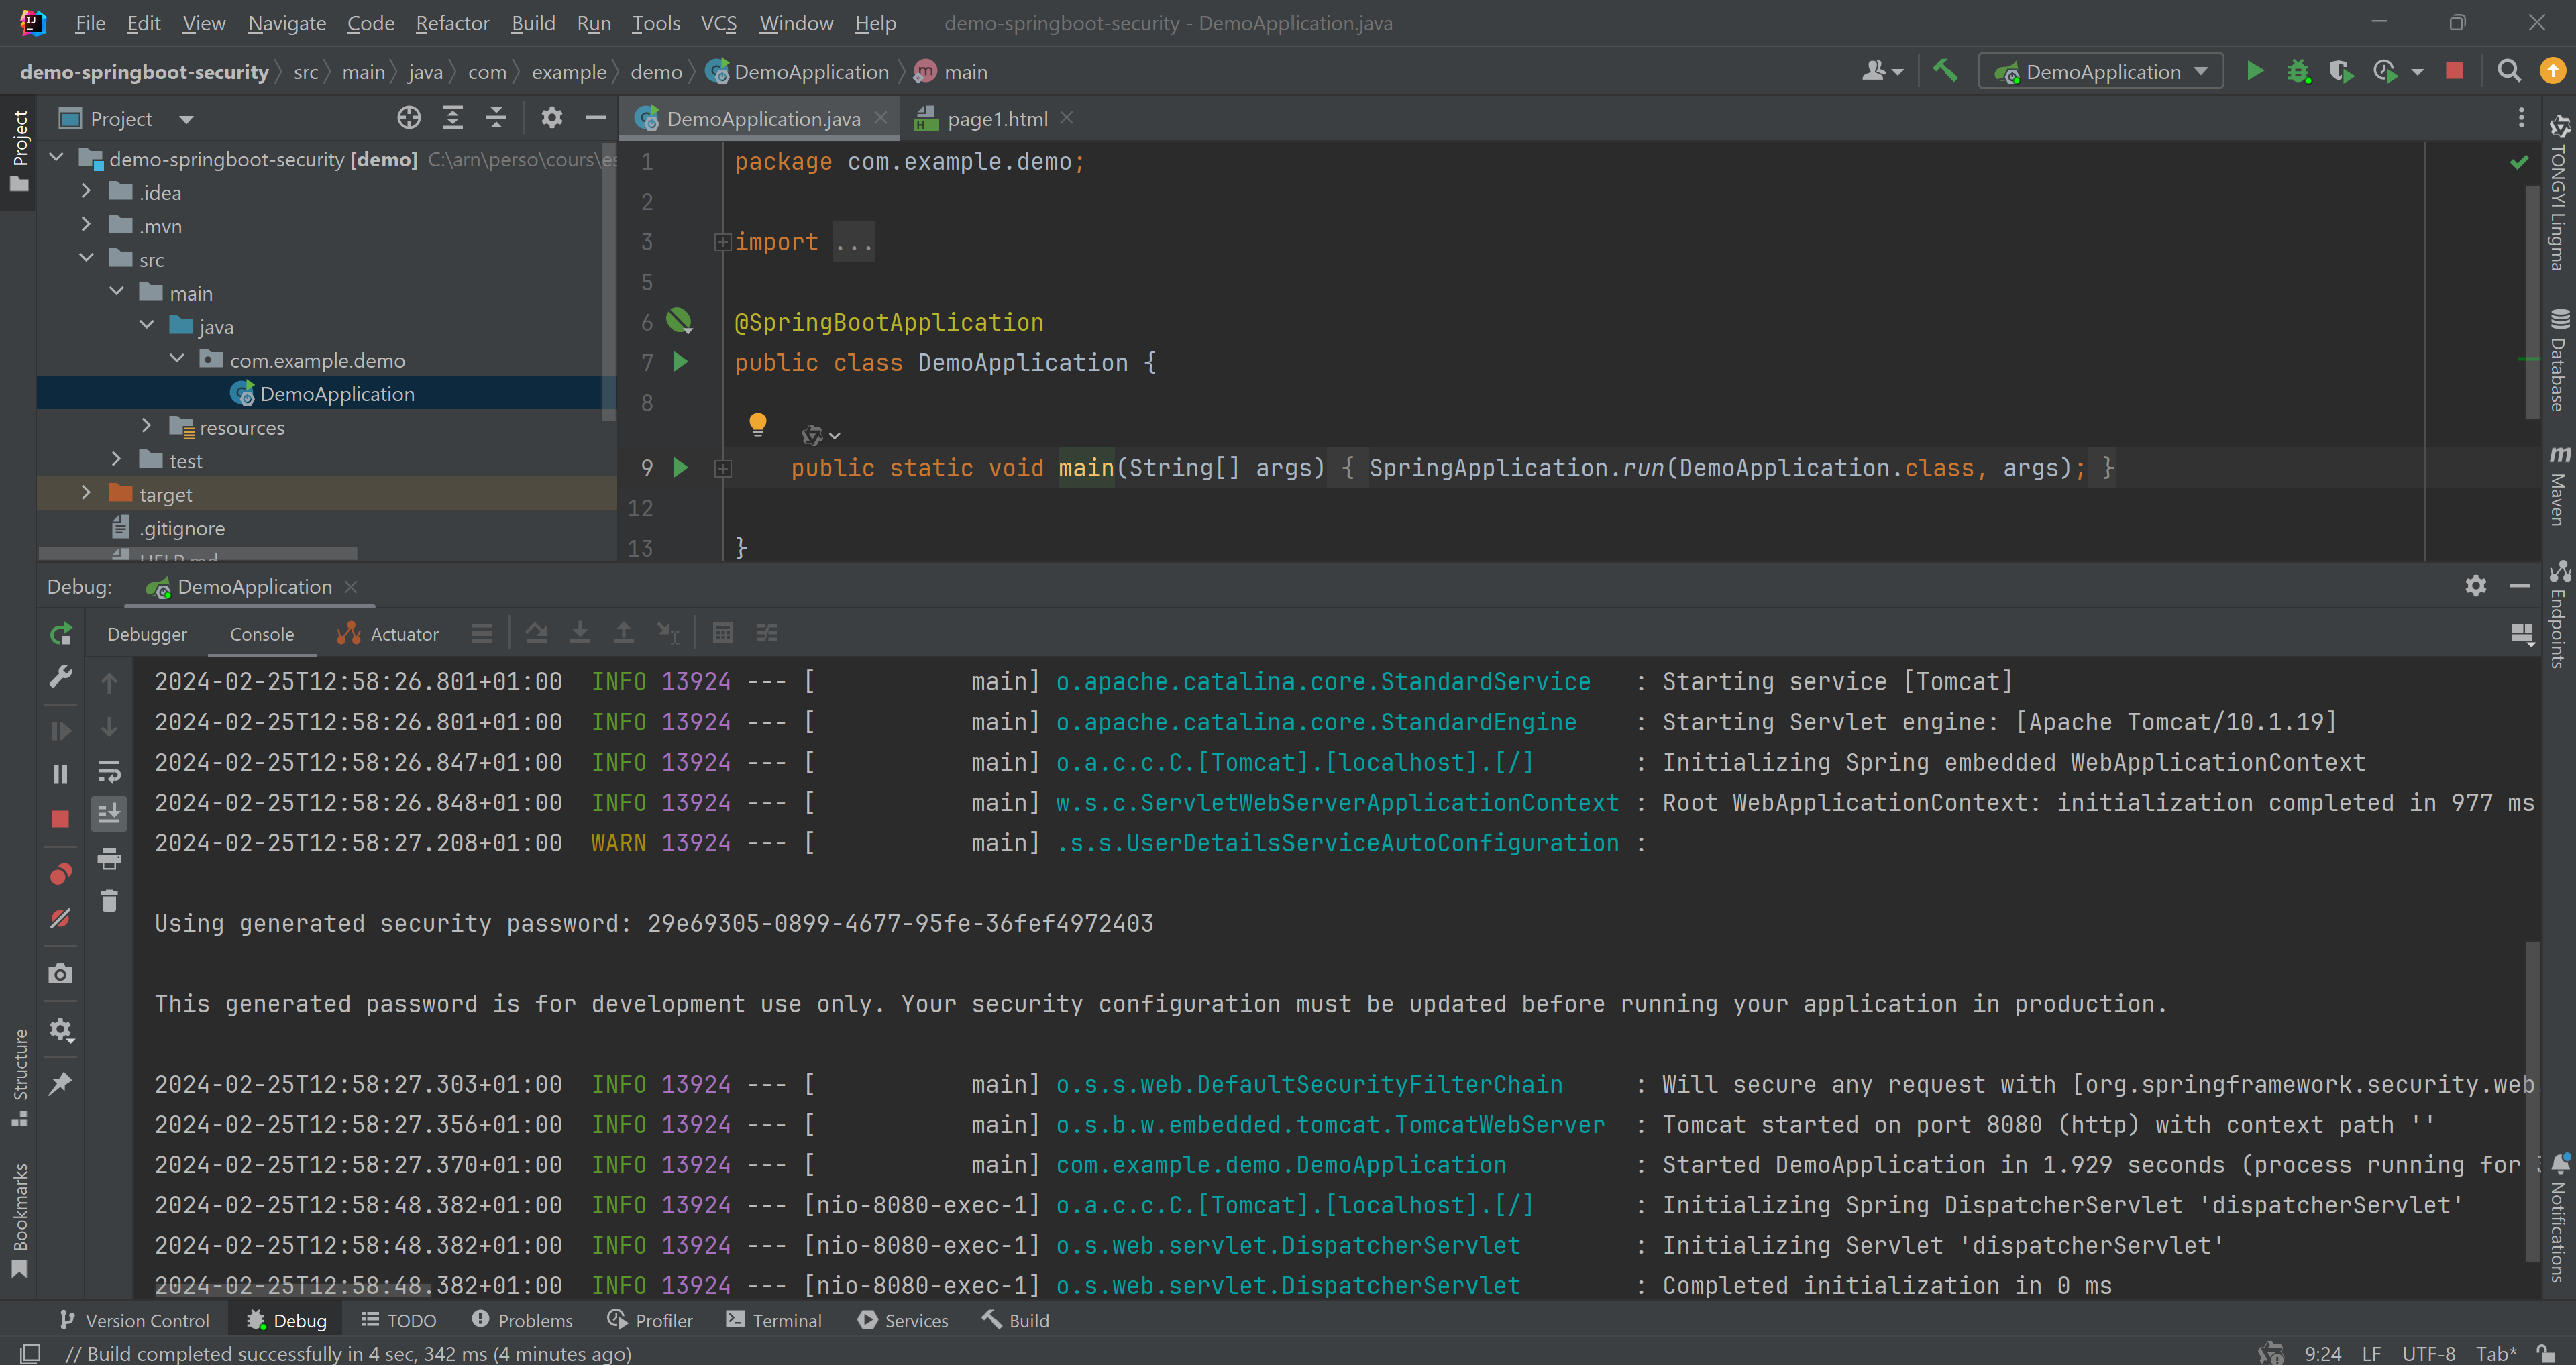 File Edit View Navigate Code Refactor Build Run Tools VCS Window Help demo-springboot-security - DemoApplication.java
demo-springboot-security src main java com example demo DemoApplication m main DemoApplication
Project
DemoApplication.java page1.html
Project
demo-springboot-security [demo] C:\arn\perso\cours\es
.idea
.mvn
src
main
java
com.example.demo
DemoApplication
resources
test
target
.gitignore
HELP.md
1 package com.example.demo;
2
3 import ...
5
6 @SpringBootApplication
7 public class DemoApplication {
8
9 public static void main(String[] args) { SpringApplication.run(DemoApplication.class, args); }
12
13 }
TONGYI Lingma
Database
Maven
Endpoints
Notifications
Debug: DemoApplication
Debugger Console Actuator
2024-02-25T12:58:26.801+01:00  INFO 13924 --- [           main] o.apache.catalina.core.StandardService   : Starting service [Tomcat]
2024-02-25T12:58:26.801+01:00  INFO 13924 --- [           main] o.apache.catalina.core.StandardEngine    : Starting Servlet engine: [Apache Tomcat/10.1.19]
2024-02-25T12:58:26.847+01:00  INFO 13924 --- [           main] o.a.c.c.C.[Tomcat].[localhost].[/]       : Initializing Spring embedded WebApplicationContext
2024-02-25T12:58:26.848+01:00  INFO 13924 --- [           main] w.s.c.ServletWebServerApplicationContext : Root WebApplicationContext: initialization completed in 977 ms
2024-02-25T12:58:27.208+01:00  WARN 13924 --- [           main] .s.s.UserDetailsServiceAutoConfiguration :
Using generated security password: 29e69305-0899-4677-95fe-36fef4972403
This generated password is for development use only. Your security configuration must be updated before running your application in production.
2024-02-25T12:58:27.303+01:00  INFO 13924 --- [           main] o.s.s.web.DefaultSecurityFilterChain     : Will secure any request with [org.springframework.security.web
2024-02-25T12:58:27.356+01:00  INFO 13924 --- [           main] o.s.b.w.embedded.tomcat.TomcatWebServer  : Tomcat started on port 8080 (http) with context path ''
2024-02-25T12:58:27.370+01:00  INFO 13924 --- [           main] com.example.demo.DemoApplication         : Started DemoApplication in 1.929 seconds (process running for
2024-02-25T12:58:48.382+01:00  INFO 13924 --- [nio-8080-exec-1] o.a.c.c.C.[Tomcat].[localhost].[/]       : Initializing Spring DispatcherServlet 'dispatcherServlet'
2024-02-25T12:58:48.382+01:00  INFO 13924 --- [nio-8080-exec-1] o.s.web.servlet.DispatcherServlet        : Initializing Servlet 'dispatcherServlet'
2024-02-25T12:58:48.382+01:00  INFO 13924 --- [nio-8080-exec-1] o.s.web.servlet.DispatcherServlet        : Completed initialization in 0 ms
Structure
Bookmarks
Version Control Debug TODO Problems Profiler Terminal Services Build
// Build completed successfully in 4 sec, 342 ms (4 minutes ago) 9:24 LF UTF-8 Tab*